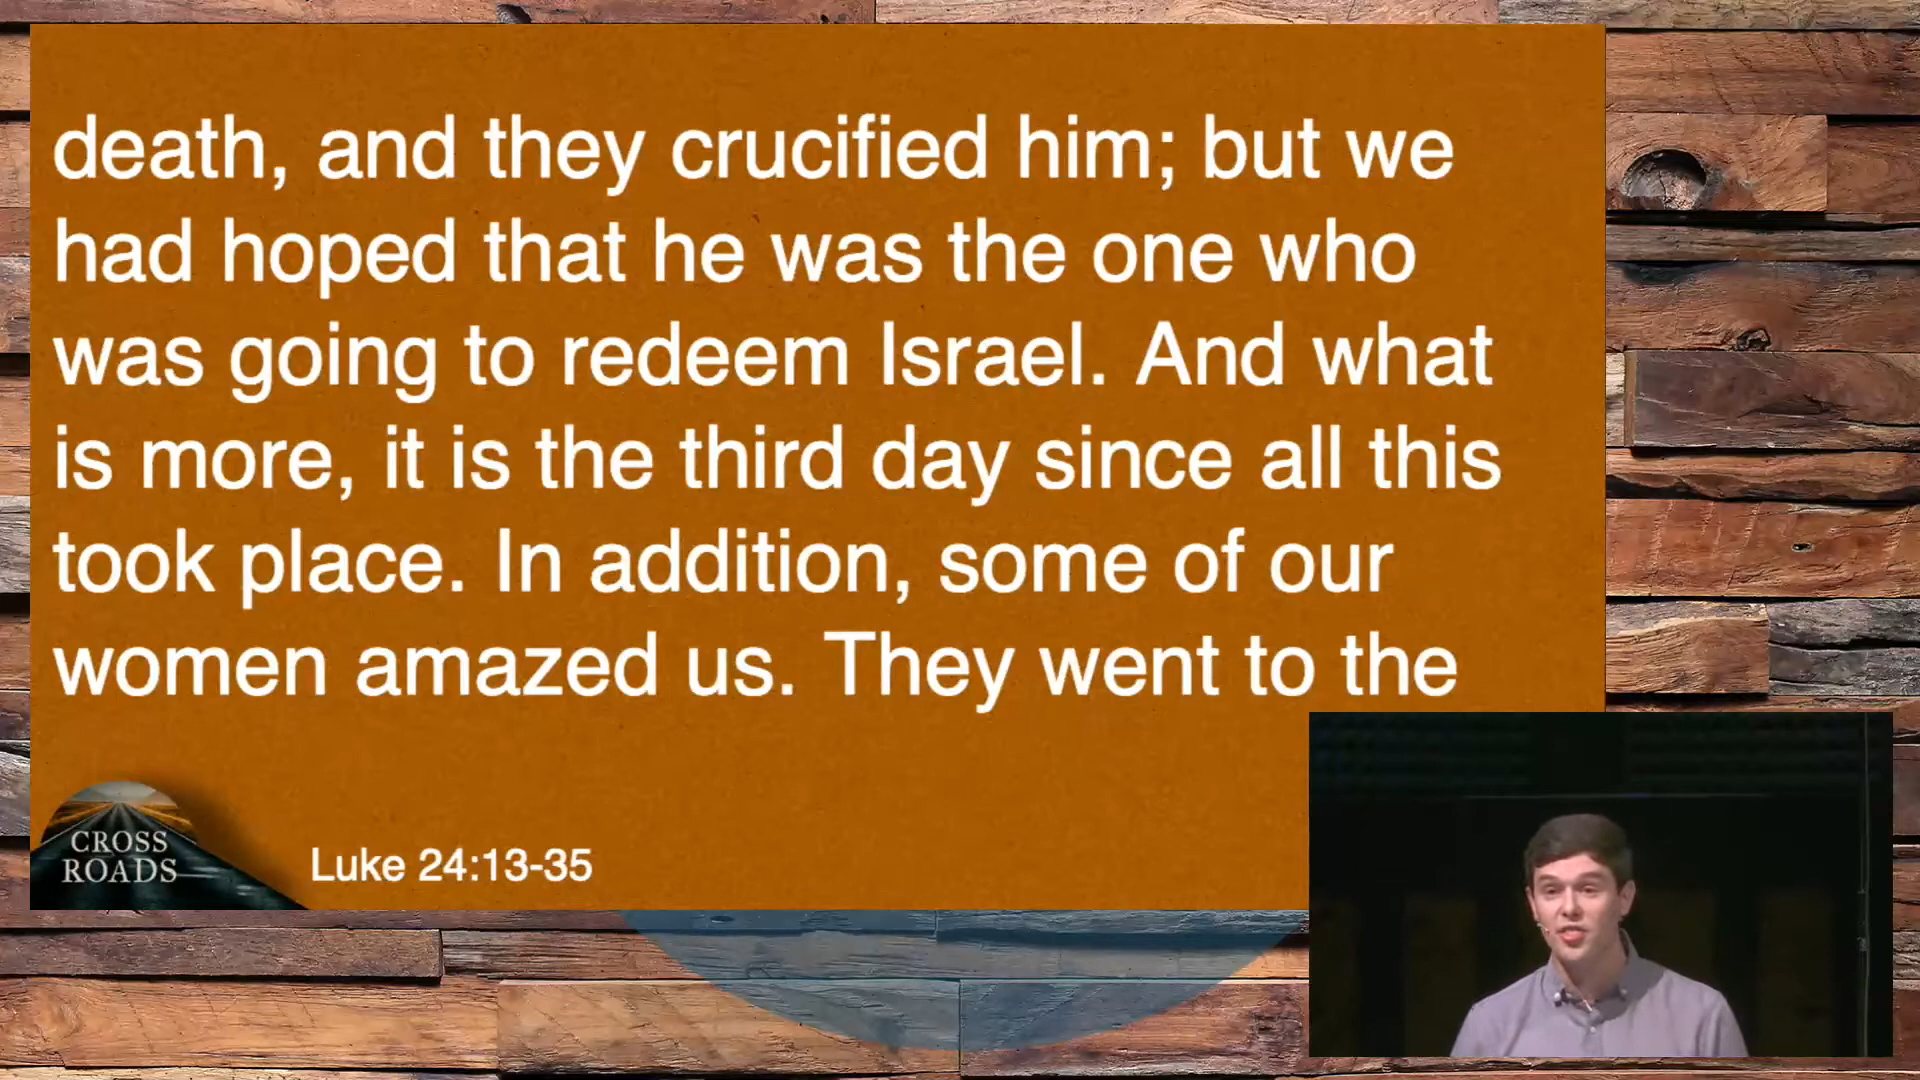 death, and they crucified him; but we
had hoped that he was the one who
was going to redeem Israel. And what
is more, it is the third day since all this
took place. In addition, some of our
women amazed us. They went to the
CROSS
ROADS
Luke 24:13-35